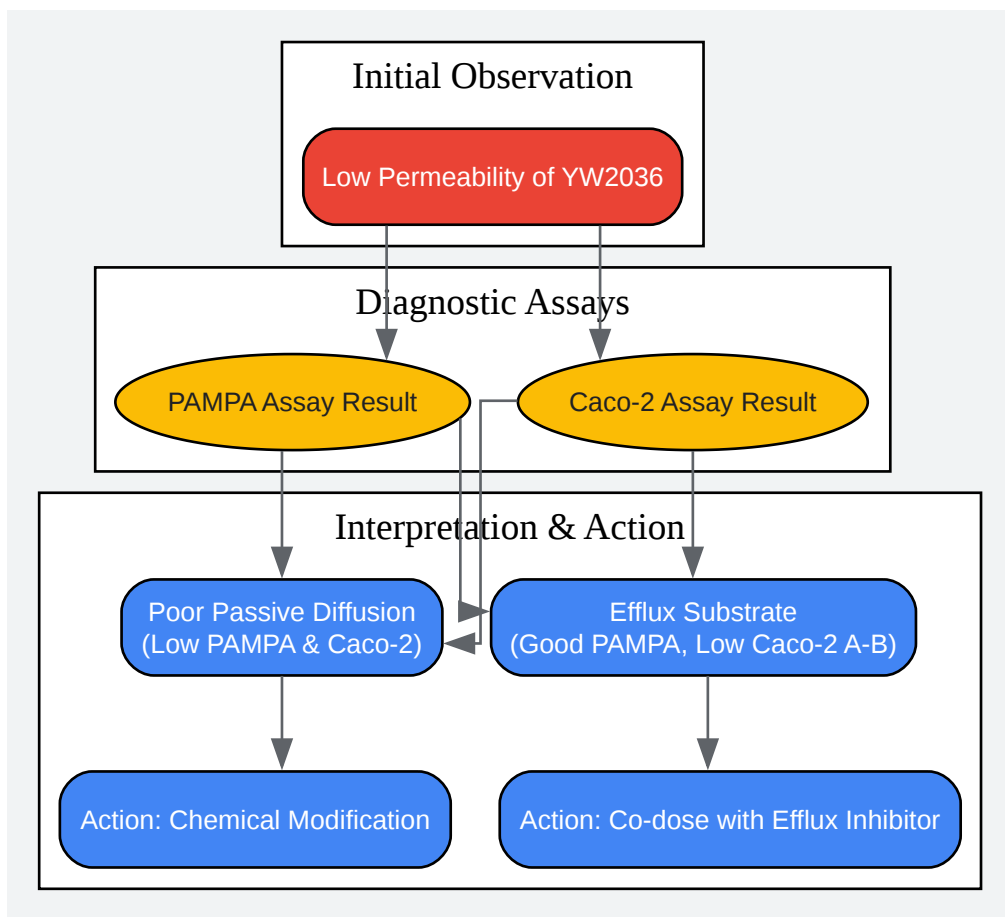 Initial Observation
Low Permeability of YW2036
Diagnostic Assays
PAMPA Assay Result
Caco-2 Assay Result
Interpretation & Action
Poor Passive Diffusion
(Low PAMPA & Caco-2)
Efflux Substrate
(Good PAMPA, Low Caco-2 A-B)
Action: Chemical Modification
Action: Co-dose with Efflux Inhibitor